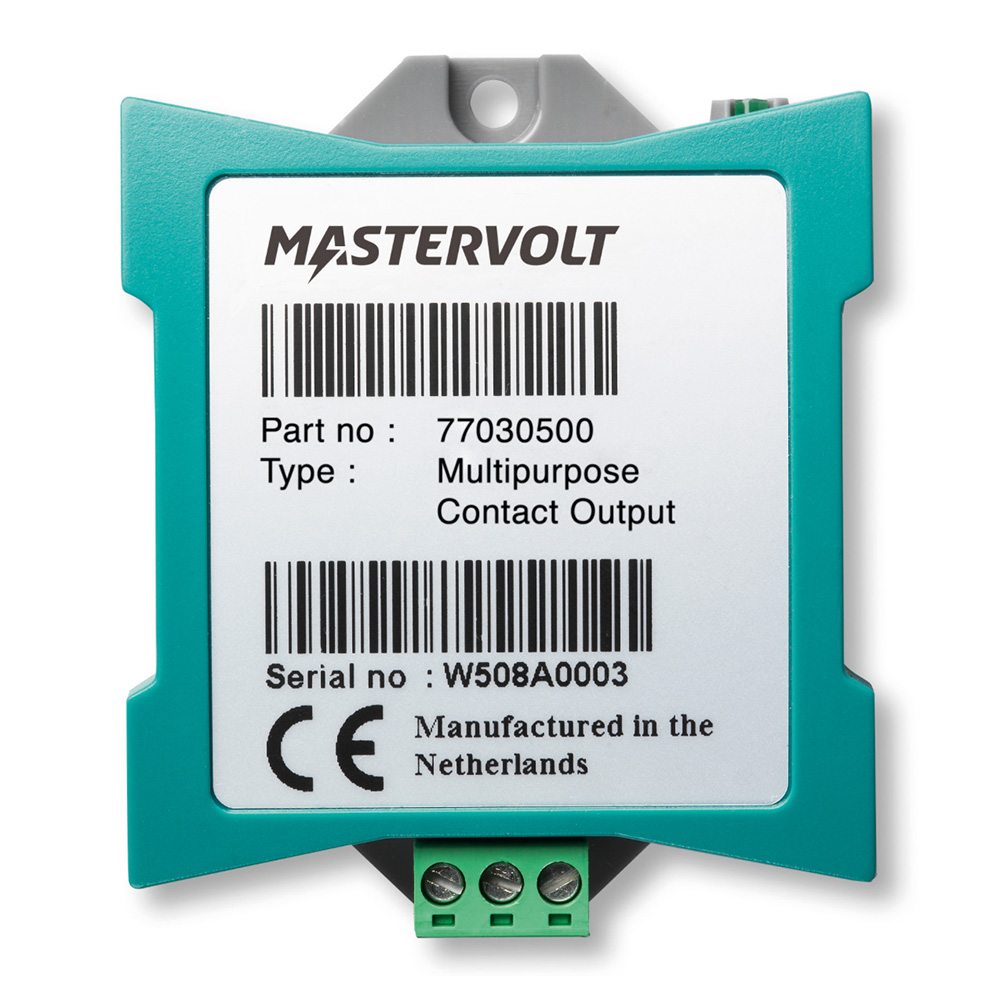 MASTERVOLT
Part no : 77030500
Type : Multipurpose
Contact Output
Serial no : W508A0003
CE Manufactured in the
Netherlands